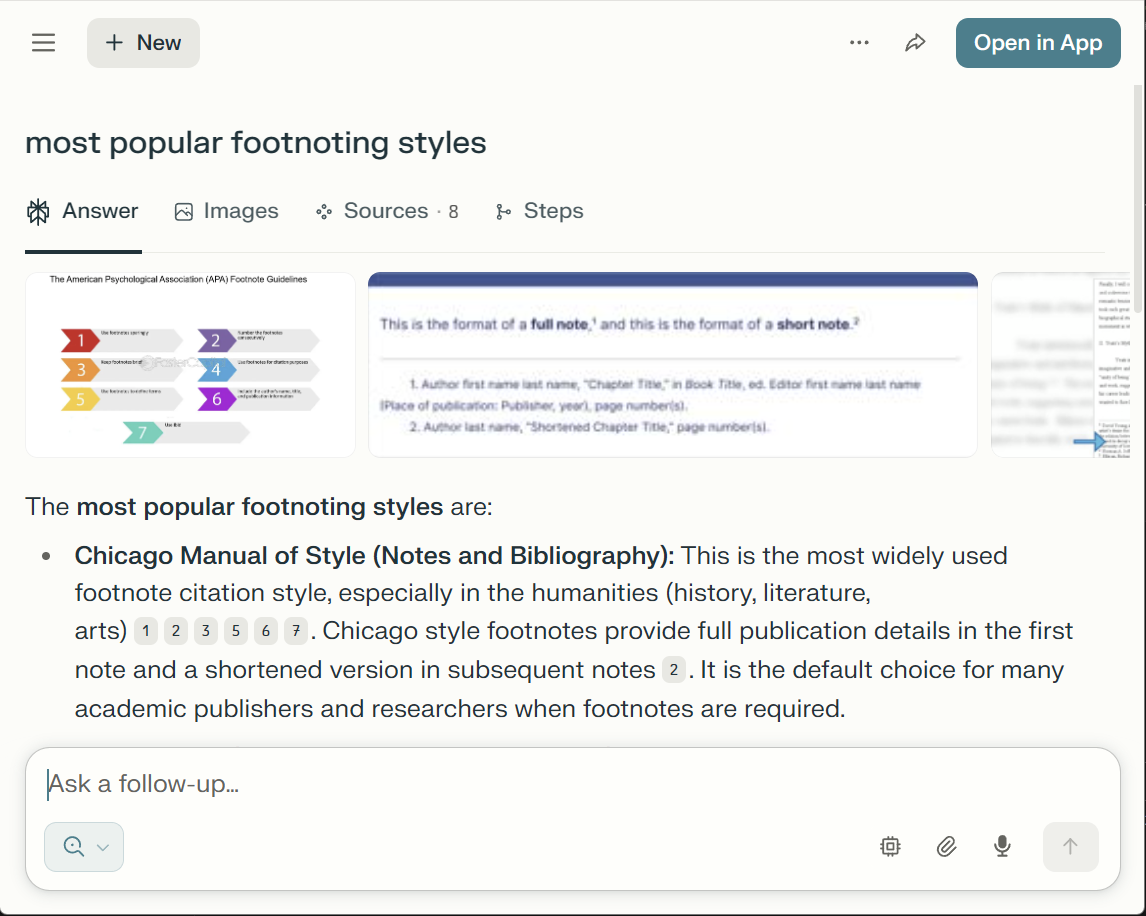 New
Open in App
most popular footnoting styles
Answer
Images
Sources · 8
Steps
The American Psychological Association (APA) Footnote Guidelines
1
Use footnotes sparingly
2
Number the footnotes
consecutively
3
Keep footnotes brief
4
Use footnotes for citation purposes
5
6
Include the author's name, title,
and publication information
7
This is the format of a full note,¹ and this is the format of a short note.²
1. Author first name last name, "Chapter Title," in Book Title, ed. Editor first name last name
(Place of publication: Publisher, year), page number(s).
2. Author last name, "Shortened Chapter Title," page number(s).
The most popular footnoting styles are:
• Chicago Manual of Style (Notes and Bibliography): This is the most widely used
footnote citation style, especially in the humanities (history, literature,
arts) 1 2 3 5 6 7 . Chicago style footnotes provide full publication details in the first
note and a shortened version in subsequent notes 2 . It is the default choice for many
academic publishers and researchers when footnotes are required.
Ask a follow-up…